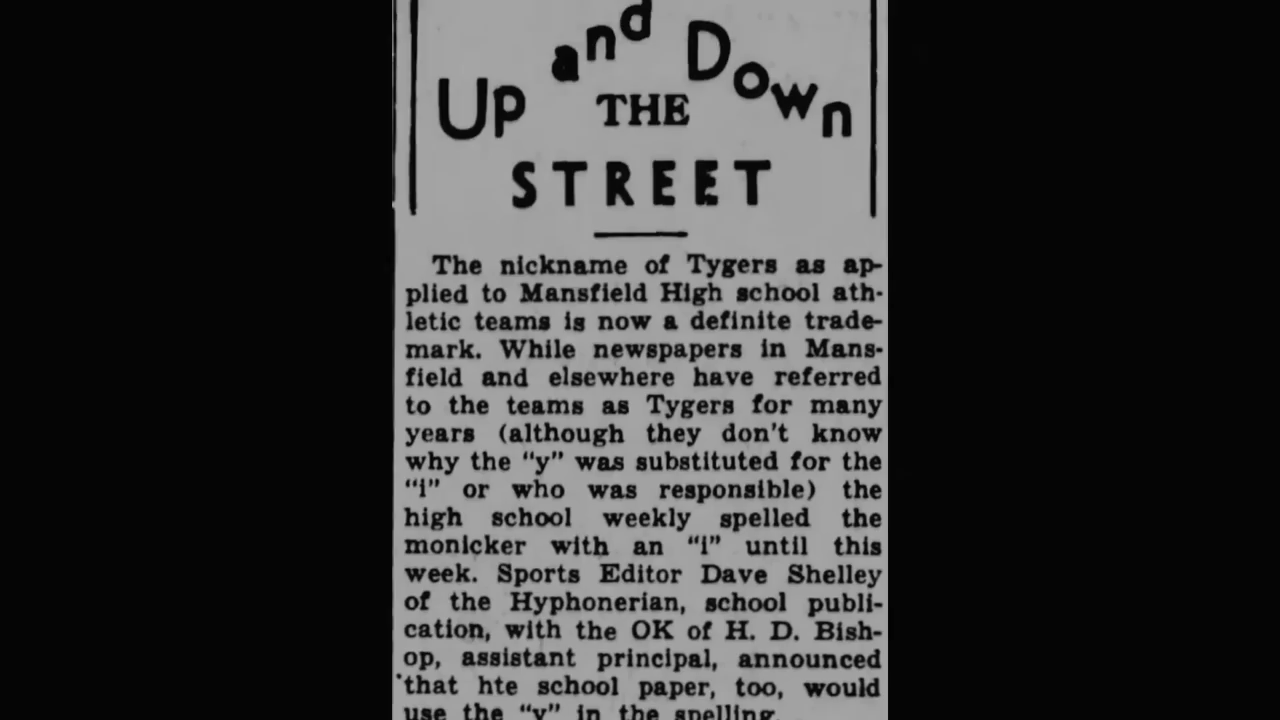 Up and Down
THE
STREET
The nickname of Tygers as ap-
plied to Mansfield High school ath-
letic teams is now a definite trade-
mark. While newspapers in Mans-
field and elsewhere have referred
to the teams as Tygers for many
years (although they don't know
why the "y" was substituted for the
"i" or who was responsible) the
high school weekly spelled the
monicker with an "i" until this
week. Sports Editor Dave Shelley
of the Hyphonerian, school publi-
cation, with the OK of H. D. Bish-
op, assistant principal, announced
that hte school paper, too, would
use the "y" in the spelling.